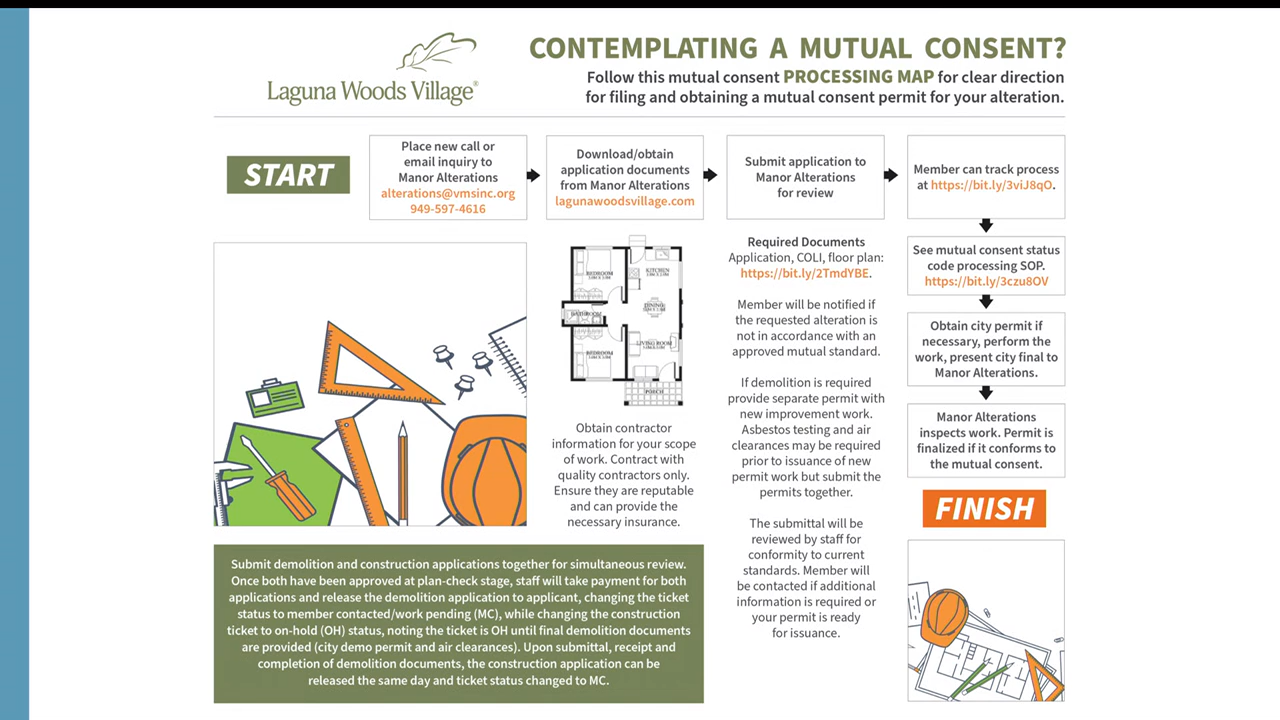 Laguna Woods Village®
CONTEMPLATING A MUTUAL CONSENT?
Follow this mutual consent PROCESSING MAP for clear direction
for filing and obtaining a mutual consent permit for your alteration.
START
Place new call or
email inquiry to
Manor Alterations
alterations@vmsinc.org
949-597-4616
Download/obtain
application documents
from Manor Alterations
lagunawoodsvillage.com
Submit application to
Manor Alterations
for review
Member can track process
at https://bit.ly/3viJ8qO.
See mutual consent status
code processing SOP.
https://bit.ly/3czu8OV
Obtain city permit if
necessary, perform the
work, present city final to
Manor Alterations.
Manor Alterations
inspects work. Permit is
finalized if it conforms to
the mutual consent.
FINISH
BEDROOM
KITCHEN
DINING
BATHROOM
LIVING ROOM
BEDROOM
PORCH
Obtain contractor
information for your scope
of work. Contract with
quality contractors only.
Ensure they are reputable
and can provide the
necessary insurance.
Required Documents
Application, COLI, floor plan:
https://bit.ly/2TmdYBE.
Member will be notified if
the requested alteration is
not in accordance with an
approved mutual standard.
If demolition is required
provide separate permit with
new improvement work.
Asbestos testing and air
clearances may be required
prior to issuance of new
permit work but submit the
permits together.
The submittal will be
reviewed by staff for
conformity to current
standards. Member will
be contacted if additional
information is required or
your permit is ready
for issuance.
Submit demolition and construction applications together for simultaneous review.
Once both have been approved at plan-check stage, staff will take payment for both
applications and release the demolition application to applicant, changing the ticket
status to member contacted/work pending (MC), while changing the construction
ticket to on-hold (OH) status, noting the ticket is OH until final demolition documents
are provided (city demo permit and air clearances). Upon submittal, receipt and
completion of demolition documents, the construction application can be
released the same day and ticket status changed to MC.